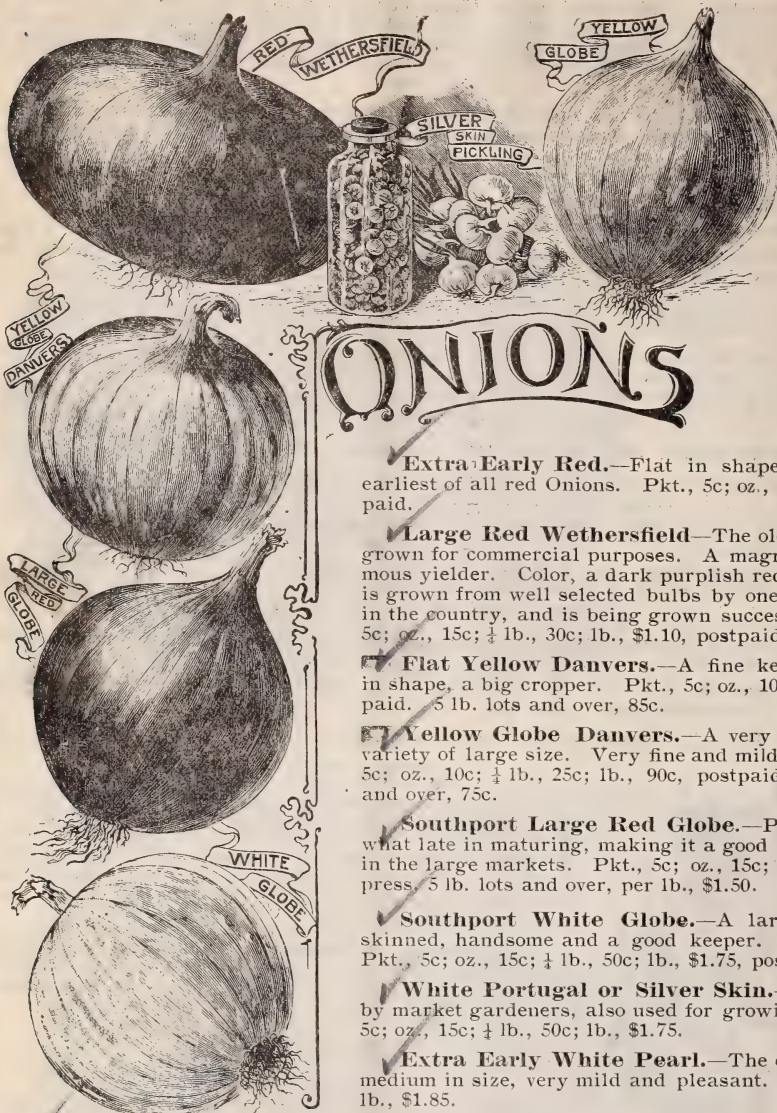 RED WETHERSFIELD
YELLOW GLOBE
SILVER SKIN PICKLING
YELLOW GLOBE DANVERS
ONIONS
LARGE RED GLOBE
WHITE GLOBE
Extra Early Red.—Flat in shape
earliest of all red Onions. Pkt., 5c; oz.,
paid.
Large Red Wethersfield—The ol
grown for commercial purposes. A magn
mous yielder. Color, a dark purplish red
is grown from well selected bulbs by one
in the country, and is being grown succes
5c; oz., 15c; ¼ lb., 30c; lb., $1.10, postpaid
Flat Yellow Danvers.—A fine ke
in shape, a big cropper. Pkt., 5c; oz., 10
paid. 5 lb. lots and over, 85c.
Yellow Globe Danvers.—A very
variety of large size. Very fine and mild
5c; oz., 10c; ¼ lb., 25c; lb., 90c, postpaid
and over, 75c.
Southport Large Red Globe.—P
what late in maturing, making it a good
in the large markets. Pkt., 5c; oz., 15c;
press, 5 lb. lots and over, per lb., $1.50.
Southport White Globe.—A lar
skinned, handsome and a good keeper.
Pkt., 5c; oz., 15c; ¼ lb., 50c; lb., $1.75, pos
White Portugal or Silver Skin.—
by market gardeners, also used for growi
5c; oz., 15c; ¼ lb., 50c; lb., $1.75.
Extra Early White Pearl.—The e
medium in size, very mild and pleasant.
lb., $1.85.